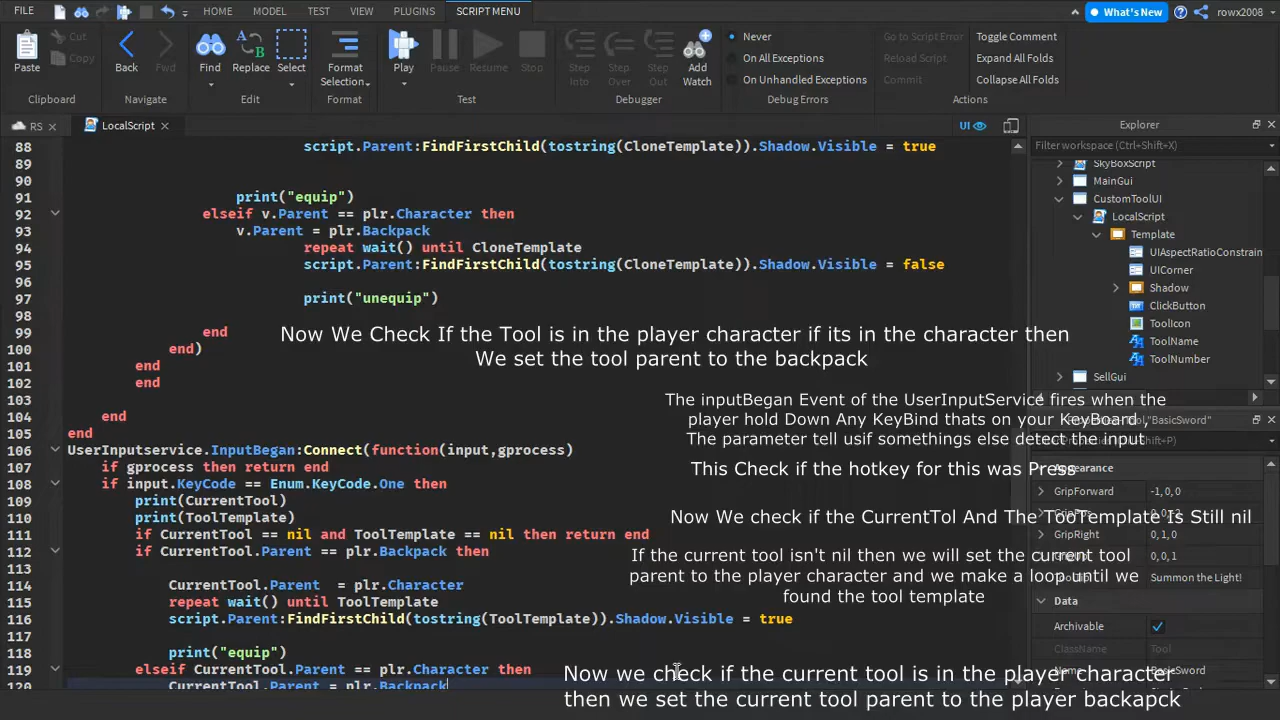 FILE HOME MODEL TEST VIEW PLUGINS SCRIPT MENU What's New rowx2008
Paste Cut Copy Back Fwd Find Replace Select Format Selection Play Pause Resume Stop Step Into Step Over Step Out Add Watch
Never
On All Exceptions
On Unhandled Exceptions
Go to Script Error
Reload Script
Commit
Toggle Comment
Expand All Folds
Collapse All Folds
Clipboard Navigate Edit Format Test Debugger Debug Errors Actions
RS LocalScript UI Explorer
Filter workspace (Ctrl+Shift+X)
88 script.Parent:FindFirstChild(tostring(CloneTemplate)).Shadow.Visible = true
89
90
91 print("equip")
92 elseif v.Parent == plr.Character then
93 v.Parent = plr.Backpack
94 repeat wait() until CloneTemplate
95 script.Parent:FindFirstChild(tostring(CloneTemplate)).Shadow.Visible = false
96
97 print("unequip")
98
99 end
100 end)
101 end
102 end
103
104 end
105 end
106 UserInputservice.InputBegan:Connect(function(input,gprocess)
107 if gprocess then return end
108 if input.KeyCode == Enum.KeyCode.One then
109 print(CurrentTool)
110 print(ToolTemplate)
111 if CurrentTool == nil and ToolTemplate == nil then return end
112 if CurrentTool.Parent == plr.Backpack then
113
114 CurrentTool.Parent = plr.Character
115 repeat wait() until ToolTemplate
116 script.Parent:FindFirstChild(tostring(ToolTemplate)).Shadow.Visible = true
117
118 print("equip")
119 elseif CurrentTool.Parent == plr.Character then
120 CurrentTool.Parent = plr.Backpack
Now We Check If the Tool is in the player character if its in the character then
We set the tool parent to the backpack
The inputBegan Event of the UserInputService fires when the
player hold Down Any KeyBind thats on your KeyBoard ,
The parameter tell usif somethings else detect the input
This Check if the hotkey for this was Press
Now We check if the CurrentTol And The TooTemplate Is Still nil
If the current tool isn't nil then we will set the current tool
parent to the player character and we make a loop until we
found the tool template
Now we check if the current tool is in the player character
then we set the current tool parent to the player backapck
SkyBoxScript
MainGui
CustomToolUI
LocalScript
Template
UIAspectRatioConstrain
UICorner
Shadow
ClickButton
ToolIcon
ToolName
ToolNumber
SellGui
"BasicSword"
Appearance
GripForward -1, 0, 0
GripRight 0, 1, 0
0, 0, 1
Summon the Light!
Data
Archivable
ClassName Tool
Name BasicSword